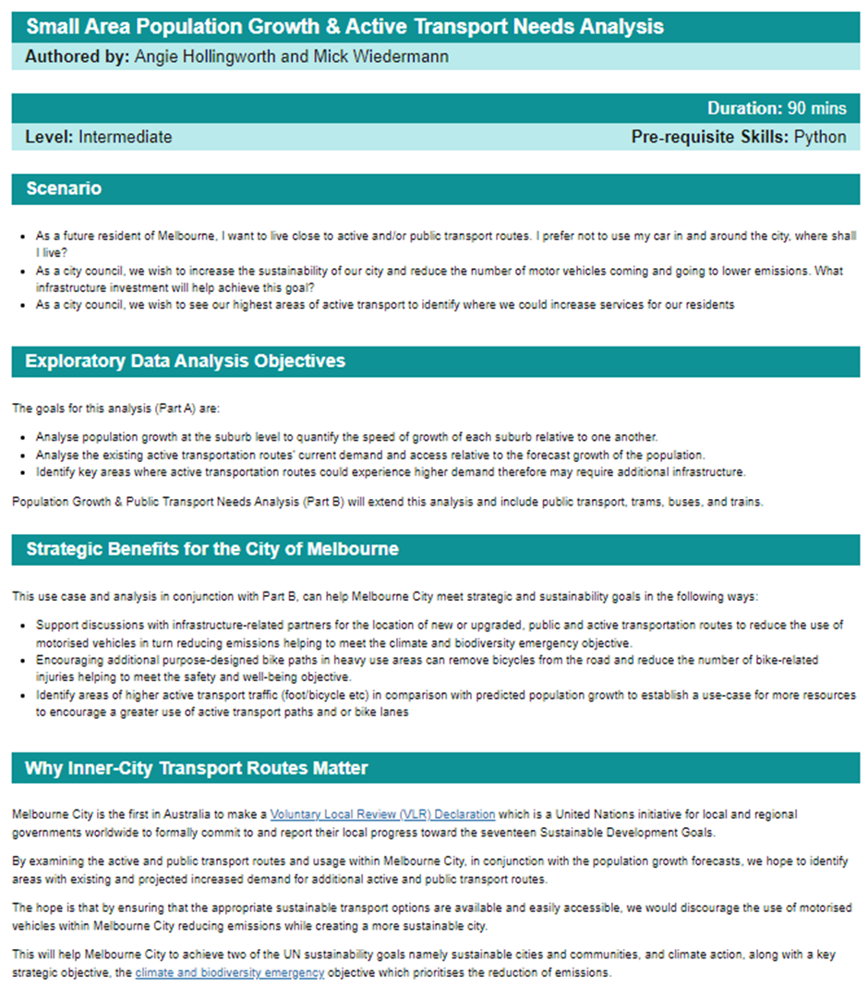 Small Area Population Growth & Active Transport Needs Analysis
Authored by: Angie Hollingworth and Mick Wiedermann
Duration: 90 mins
Level: Intermediate Pre-requisite Skills: Python
Scenario
• As a future resident of Melbourne, I want to live close to active and/or public transport routes. I prefer not to use my car in and around the city, where shall
I live?
• As a city council, we wish to increase the sustainability of our city and reduce the number of motor vehicles coming and going to lower emissions. What
infrastructure investment will help achieve this goal?
• As a city council, we wish to see our highest areas of active transport to identify where we could increase services for our residents
Exploratory Data Analysis Objectives
The goals for this analysis (Part A) are:
• Analyse population growth at the suburb level to quantify the speed of growth of each suburb relative to one another.
• Analyse the existing active transportation routes' current demand and access relative to the forecast growth of the population.
• Identify key areas where active transportation routes could experience higher demand therefore may require additional infrastructure.
Population Growth & Public Transport Needs Analysis (Part B) will extend this analysis and include public transport, trams, buses, and trains.
Strategic Benefits for the City of Melbourne
This use case and analysis in conjunction with Part B, can help Melbourne City meet strategic and sustainability goals in the following ways:
• Support discussions with infrastructure-related partners for the location of new or upgraded, public and active transportation routes to reduce the use of
motorised vehicles in turn reducing emissions helping to meet the climate and biodiversity emergency objective.
• Encouraging additional purpose-designed bike paths in heavy use areas can remove bicycles from the road and reduce the number of bike-related
injuries helping to meet the safety and well-being objective.
• Identify areas of higher active transport traffic (foot/bicycle etc) in comparison with predicted population growth to establish a use-case for more resources
to encourage a greater use of active transport paths and or bike lanes
Why Inner-City Transport Routes Matter
Melbourne City is the first in Australia to make a Voluntary Local Review (VLR) Declaration which is a United Nations initiative for local and regional
governments worldwide to formally commit to and report their local progress toward the seventeen Sustainable Development Goals.
By examining the active and public transport routes and usage within Melbourne City, in conjunction with the population growth forecasts, we hope to identify
areas with existing and projected increased demand for additional active and public transport routes.
The hope is that by ensuring that the appropriate sustainable transport options are available and easily accessible, we would discourage the use of motorised
vehicles within Melbourne City reducing emissions while creating a more sustainable city.
This will help Melbourne City to achieve two of the UN sustainability goals namely sustainable cities and communities, and climate action, along with a key
strategic objective, the climate and biodiversity emergency objective which prioritises the reduction of emissions.